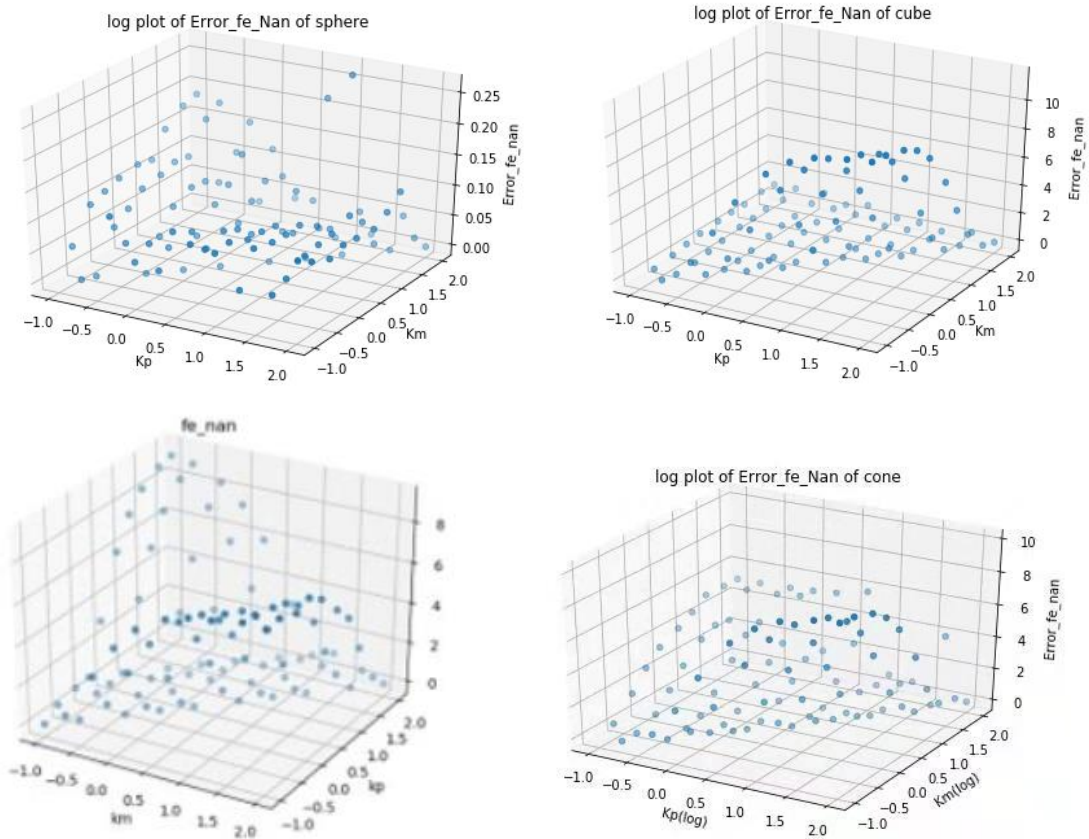 log plot of Error_fe_Nan of sphere
0.25
0.20
0.15
0.10
0.05
0.00
Error_fe_nan
−1.0 −0.5 0.0 0.5 1.0 1.5 2.0
Kp
−1.0 −0.5 0.0 0.5 1.0 1.5 2.0
Km
log plot of Error_fe_Nan of cube
10
8
6
4
2
0
Error_fe_nan
−1.0 −0.5 0.0 0.5 1.0 1.5 2.0
Kp
−1.0 −0.5 0.0 0.5 1.0 1.5 2.0
Km
fe_nan
8
6
4
2
0
−1.0 −0.5 0.0 0.5 1.0 1.5 2.0
km
−1.0 −0.5 0.0 0.5 1.0 1.5 2.0
kp
log plot of Error_fe_Nan of cone
10
8
6
4
2
0
Error_fe_nan
−1.0 −0.5 0.0 0.5 1.0 1.5 2.0
Kp(log)
−1.0 −0.5 0.0 0.5 1.0 1.5 2.0
Km(log)